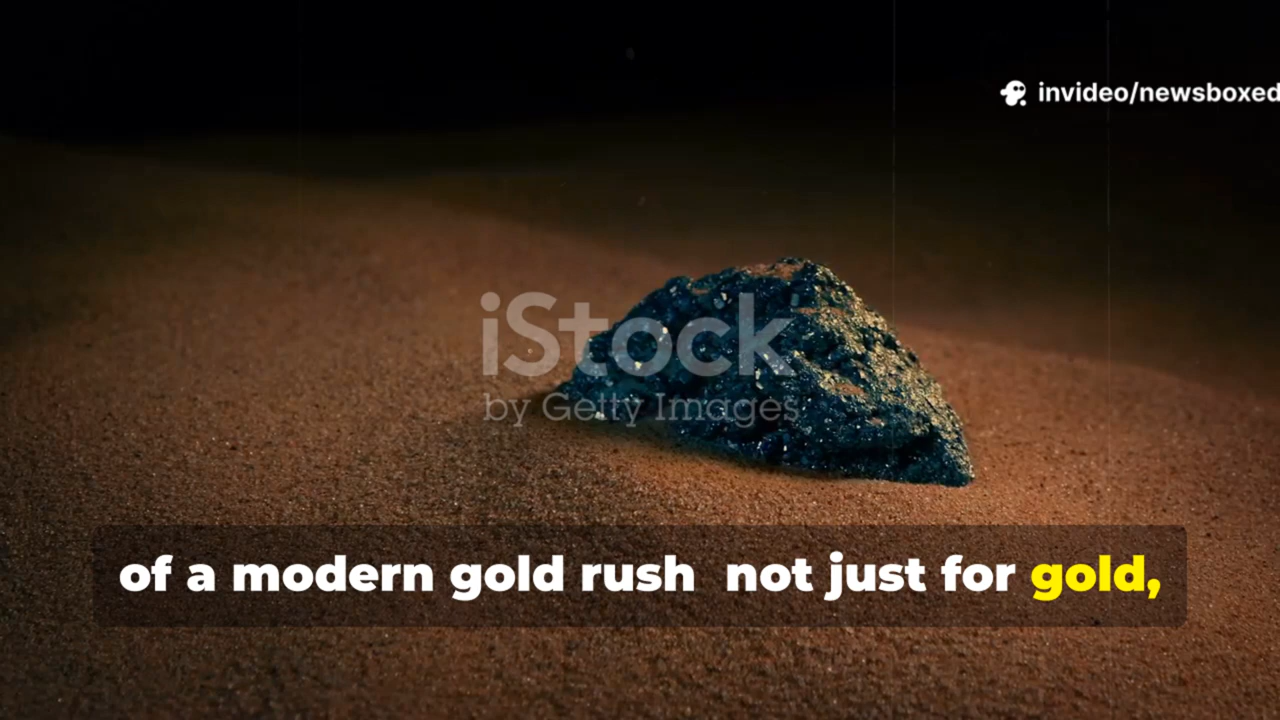 invideo/newsboxed
iStock
by Getty Images
of a modern gold rush not just for gold,